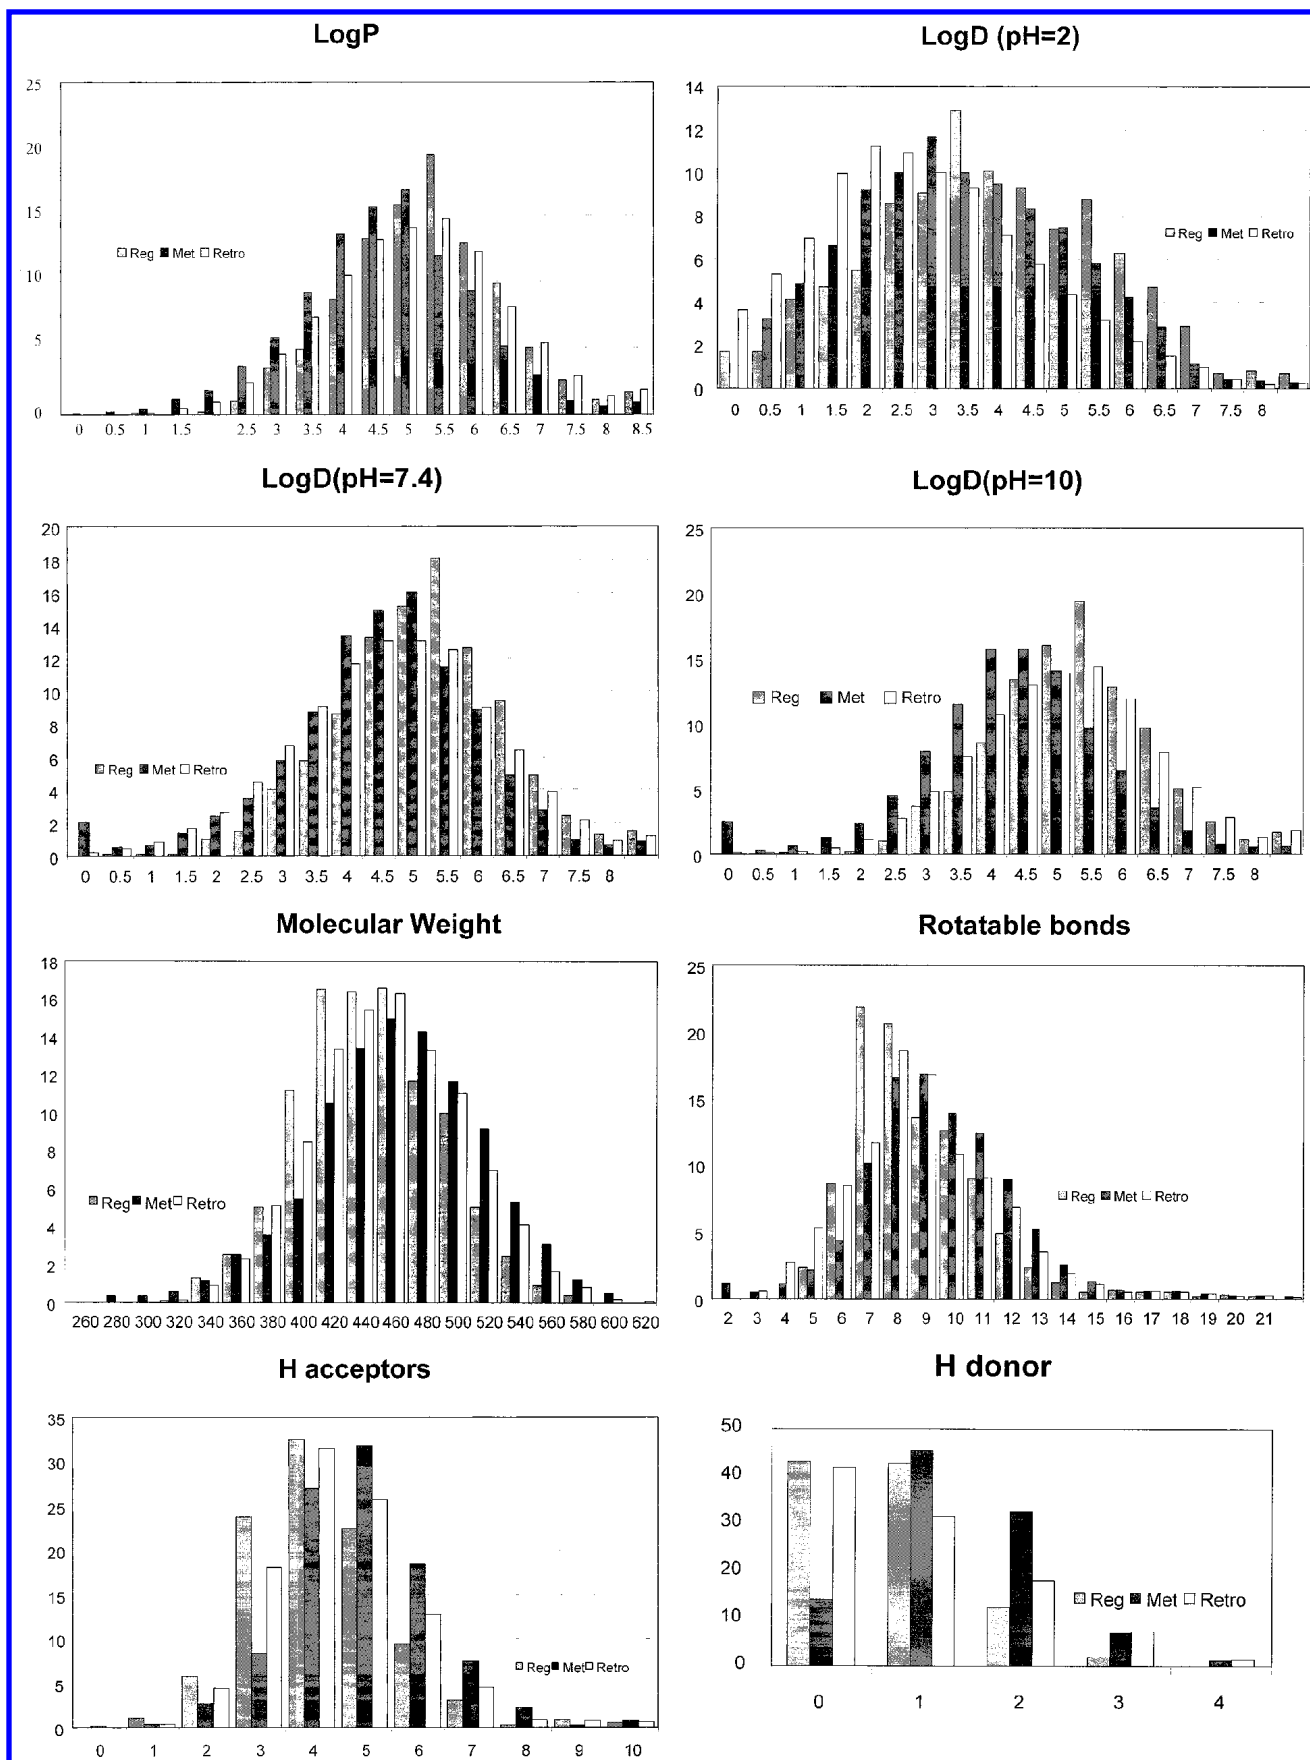 LogP
25
20
15
10
5
0
Reg Met Retro
0 0.5 1 1.5 2.5 3 3.5 4 4.5 5 5.5 6 6.5 7 7.5 8 8.5
LogD (pH=2)
14
12
10
8
6
4
2
0
Reg Met Retro
0 0.5 1 1.5 2 2.5 3 3.5 4 4.5 5 5.5 6 6.5 7 7.5 8
LogD(pH=7.4)
20
18
16
14
12
10
8
6
4
2
0
Reg Met Retro
0 0.5 1 1.5 2 2.5 3 3.5 4 4.5 5 5.5 6 6.5 7 7.5 8
LogD(pH=10)
25
20
15
10
5
0
Reg Met Retro
0 0.5 1 1.5 2 2.5 3 3.5 4 4.5 5 5.5 6 6.5 7 7.5 8
Molecular Weight
18
16
14
12
10
8
6
4
2
0
Reg Met Retro
260 280 300 320 340 360 380 400 420 440 460 480 500 520 540 560 580 600 620
Rotatable bonds
25
20
15
10
5
0
Reg Met Retro
2 3 4 5 6 7 8 9 10 11 12 13 14 15 16 17 18 19 20 21
H acceptors
35
30
25
20
15
10
5
0
Reg Met Retro
0 1 2 3 4 5 6 7 8 9 10
H donor
50
40
30
20
10
0
Reg Met Retro
0 1 2 3 4